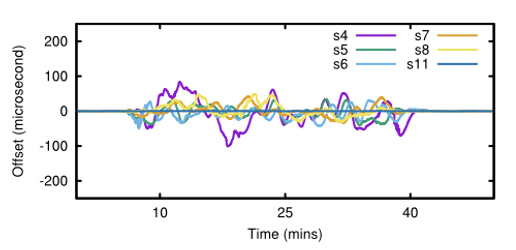 Offset (microsecond)
200
100
0
-100
-200
s4 s7
s5 s8
s6 s11
10 25 40
Time (mins)